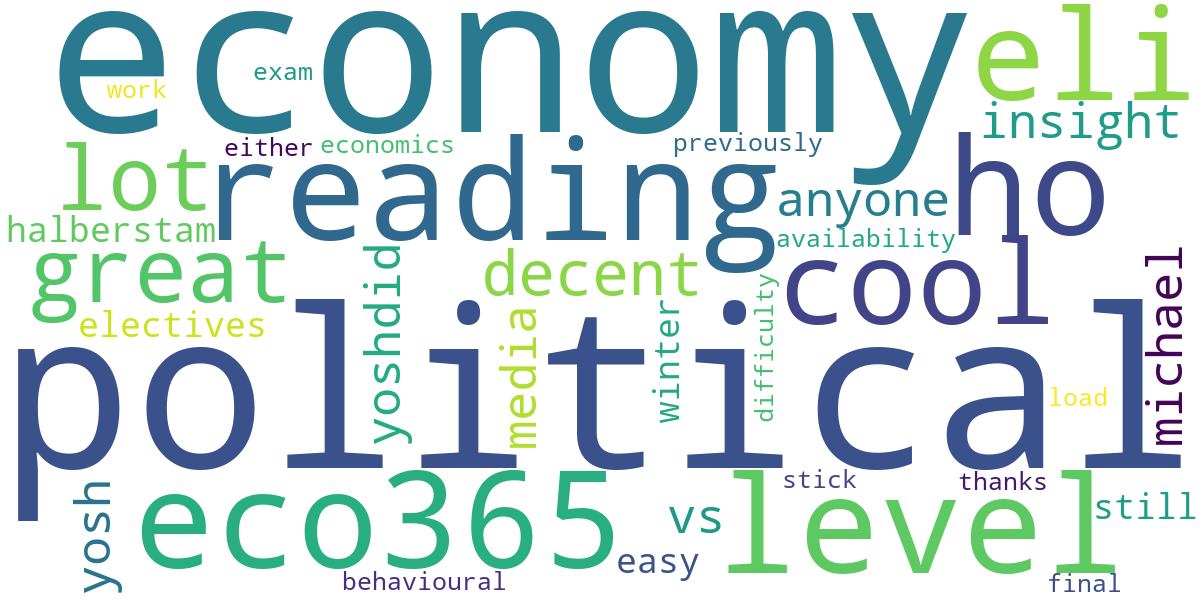 economy
eli
work
exam
insight
either
economics
previously
lot
reading
ho
anyone
halberstam
availability
great
yoshdid
decent
cool
michael
electives
media
winter
difficulty
political
load
yosh
eco365
vs
stick
level
thanks
still
easy
behavioural
final